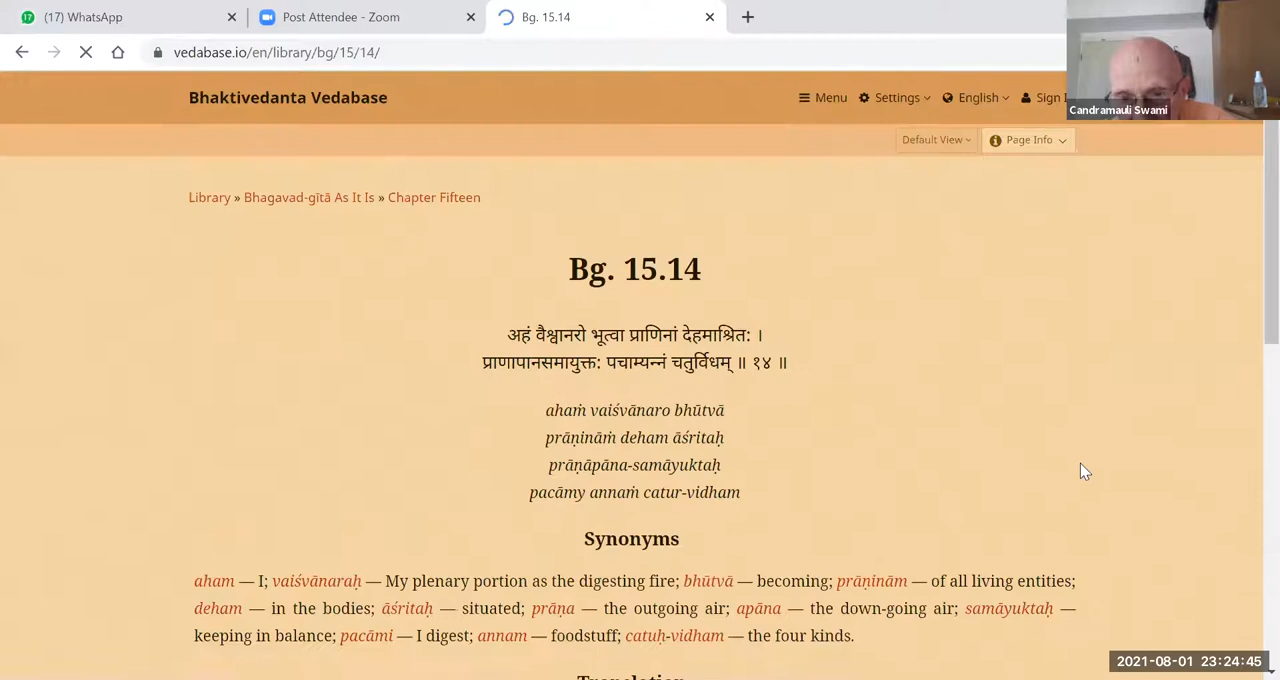 (17) WhatsApp
Post Attendee - Zoom
Bg. 15.14
vedabase.io/en/library/bg/15/14/
Candramauli Swami
Bhaktivedanta Vedabase
Menu Settings English Sign
Default View Page Info
Library » Bhagavad-gītā As It Is » Chapter Fifteen
Bg. 15.14
अहं वैश्वानरो भूत्वा प्राणिनां देहमाश्रित: ।
प्राणापानसमायुक्त: पचाम्यन्नं चतुर्विधम् ॥ १४ ॥
ahaṁ vaiśvānaro bhūtvā
prāṇināṁ deham āśritaḥ
prāṇāpāna-samāyuktaḥ
pacāmy annaṁ catur-vidham
Synonyms
aham — I; vaiśvānaraḥ — My plenary portion as the digesting fire; bhūtvā — becoming; prāṇinām — of all living entities;
deham — in the bodies; āśritaḥ — situated; prāṇa — the outgoing air; apāna — the down-going air; samāyuktaḥ —
keeping in balance; pacāmi — I digest; annam — foodstuff; catuḥ-vidham — the four kinds.
2021-08-01 23:24:45